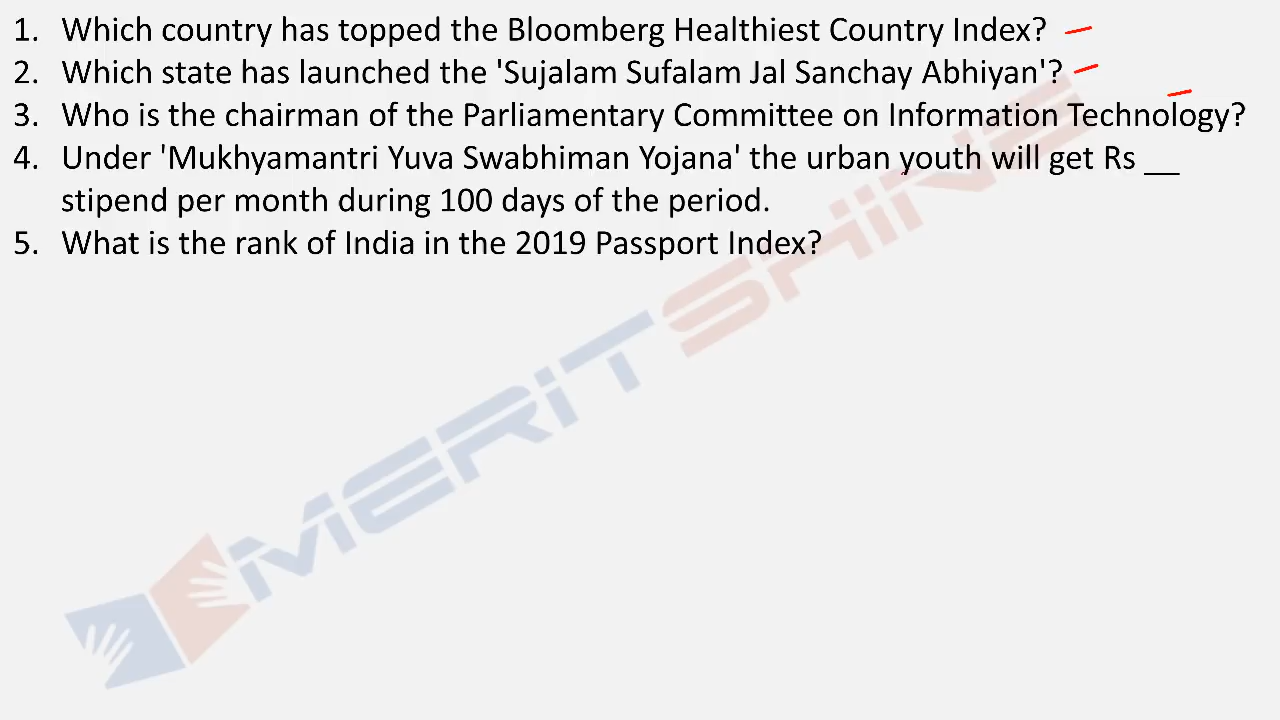 1. Which country has topped the Bloomberg Healthiest Country Index?
2. Which state has launched the 'Sujalam Sufalam Jal Sanchay Abhiyan'?
3. Who is the chairman of the Parliamentary Committee on Information Technology?
4. Under 'Mukhyamantri Yuva Swabhiman Yojana' the urban youth will get Rs __
stipend per month during 100 days of the period.
5. What is the rank of India in the 2019 Passport Index?
MERiT SHINE